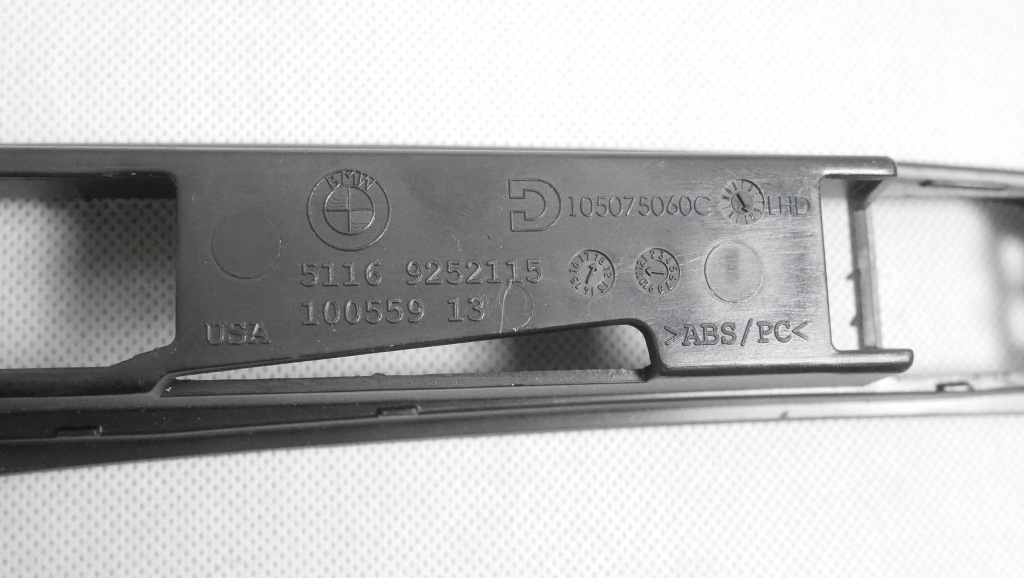 BMW
105075060C LHD
5116 9252115
100559 13
USA
>ABS/PC<